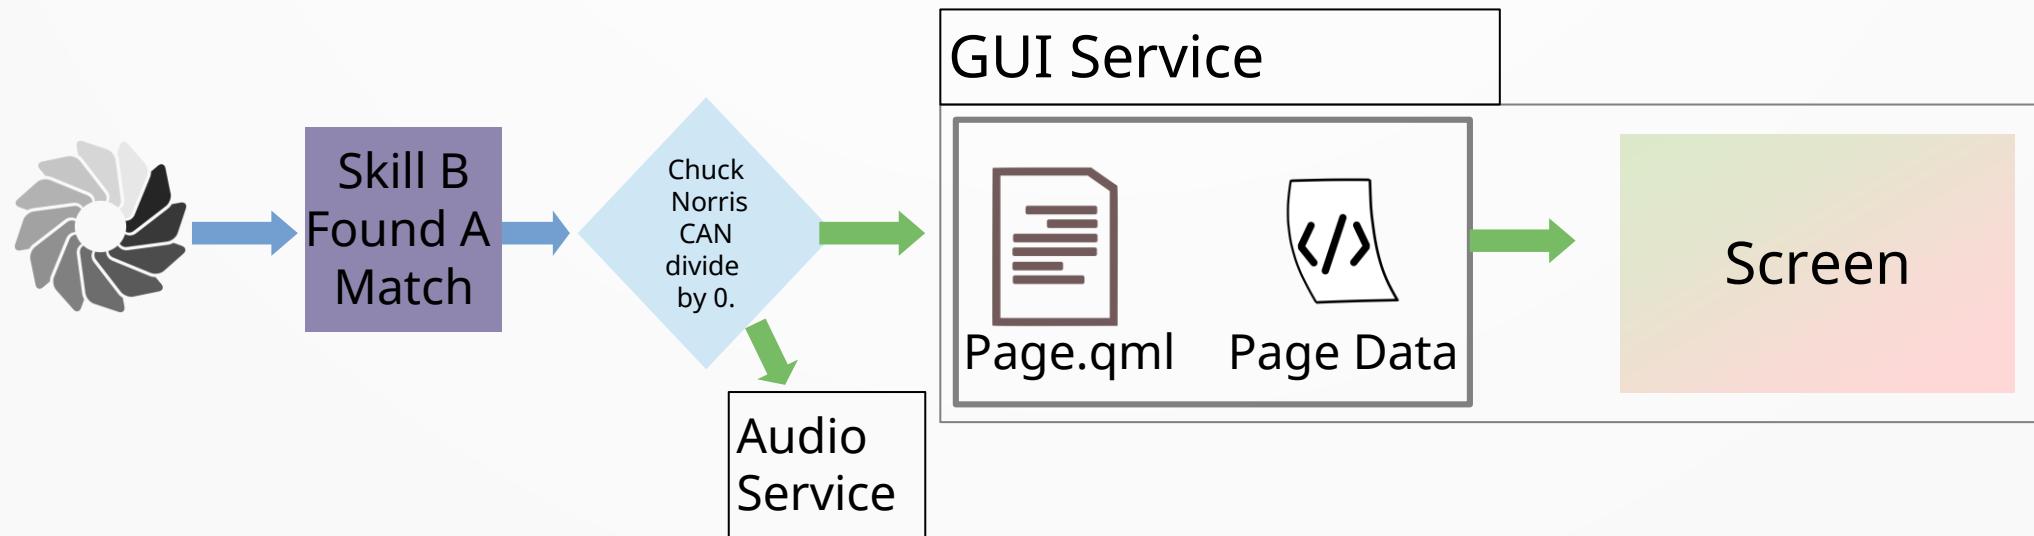 GUI Service
Skill B
Found A
Match
Chuck
Norris
CAN
divide
by 0.
</>
Page.qml
Page Data
Screen
Audio
Service